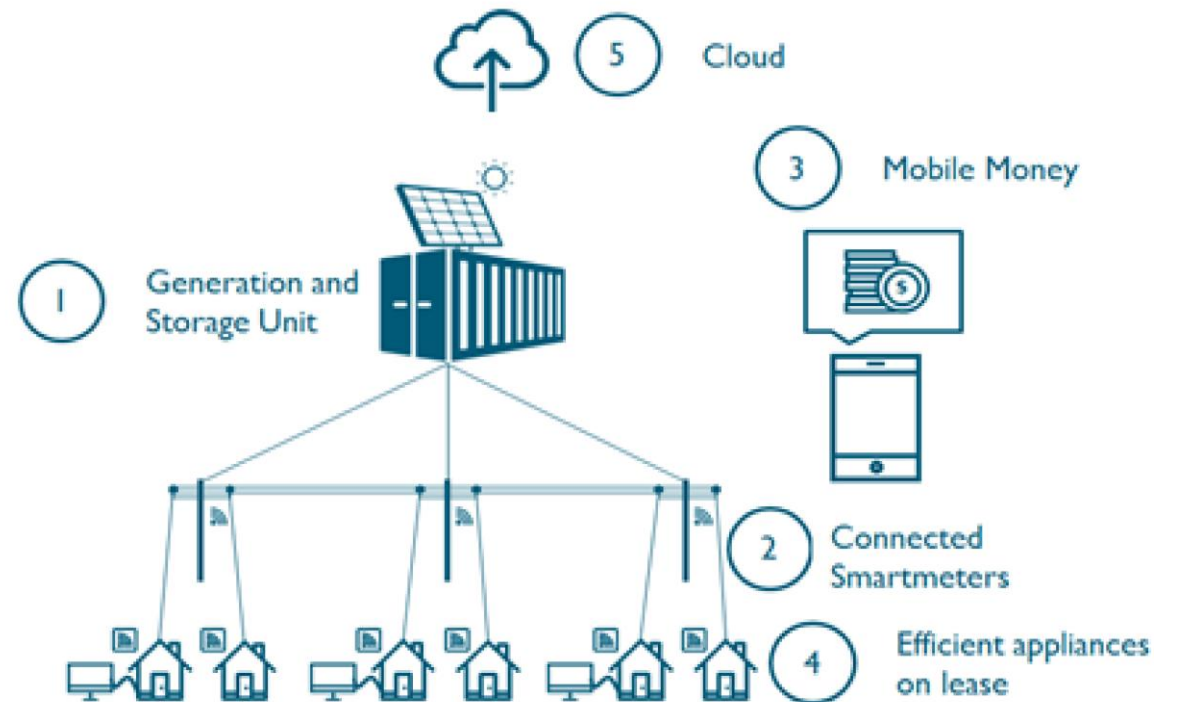 5
Cloud
3
Mobile Money
$
1
Generation and
Storage Unit
2
Connected
Smartmeters
4
Efficient appliances
on lease